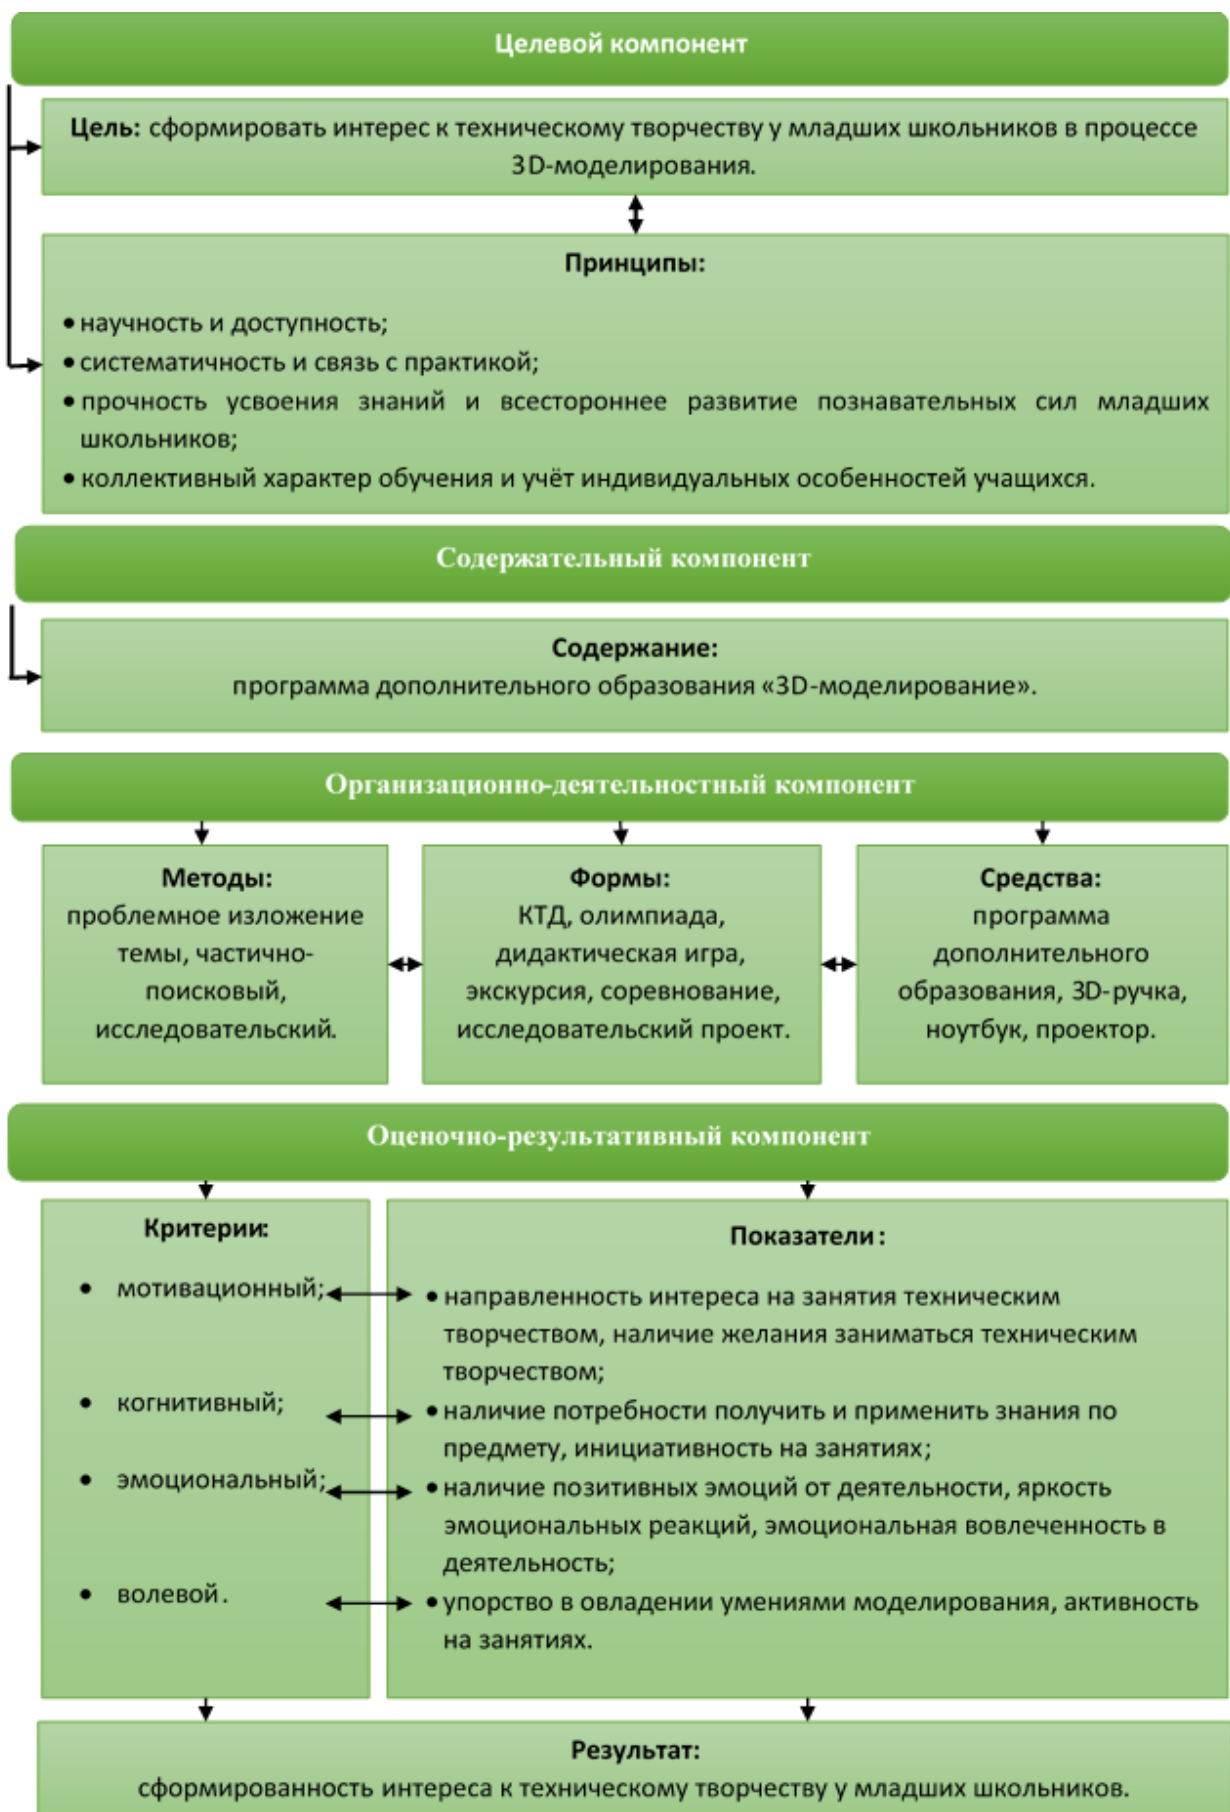 Целевой компонент
Цель: сформировать интерес к техническому творчеству у младших школьников в процессе
3D-моделирования.
Принципы:
• научность и доступность;
• систематичность и связь с практикой;
• прочность усвоения знаний и всестороннее развитие познавательных сил младших
школьников;
• коллективный характер обучения и учёт индивидуальных особенностей учащихся.
Содержательный компонент
Содержание:
программа дополнительного образования «3D-моделирование».
Организационно-деятельностный компонент
Методы:
проблемное изложение
темы, частично-
поисковый,
исследовательский.
Формы:
КТД, олимпиада,
дидактическая игра,
экскурсия, соревнование,
исследовательский проект.
Средства:
программа
дополнительного
образования, 3D-ручка,
ноутбук, проектор.
Оценочно-результативный компонент
Критерии:
• мотивационный;
• когнитивный;
• эмоциональный;
• волевой.
Показатели:
• направленность интереса на занятия техническим
творчеством, наличие желания заниматься техническим
творчеством;
• наличие потребности получить и применить знания по
предмету, инициативность на занятиях;
• наличие позитивных эмоций от деятельности, яркость
эмоциональных реакций, эмоциональная вовлеченность в
деятельность;
• упорство в овладении умениями моделирования, активность
на занятиях.
Результат:
сформированность интереса к техническому творчеству у младших школьников.